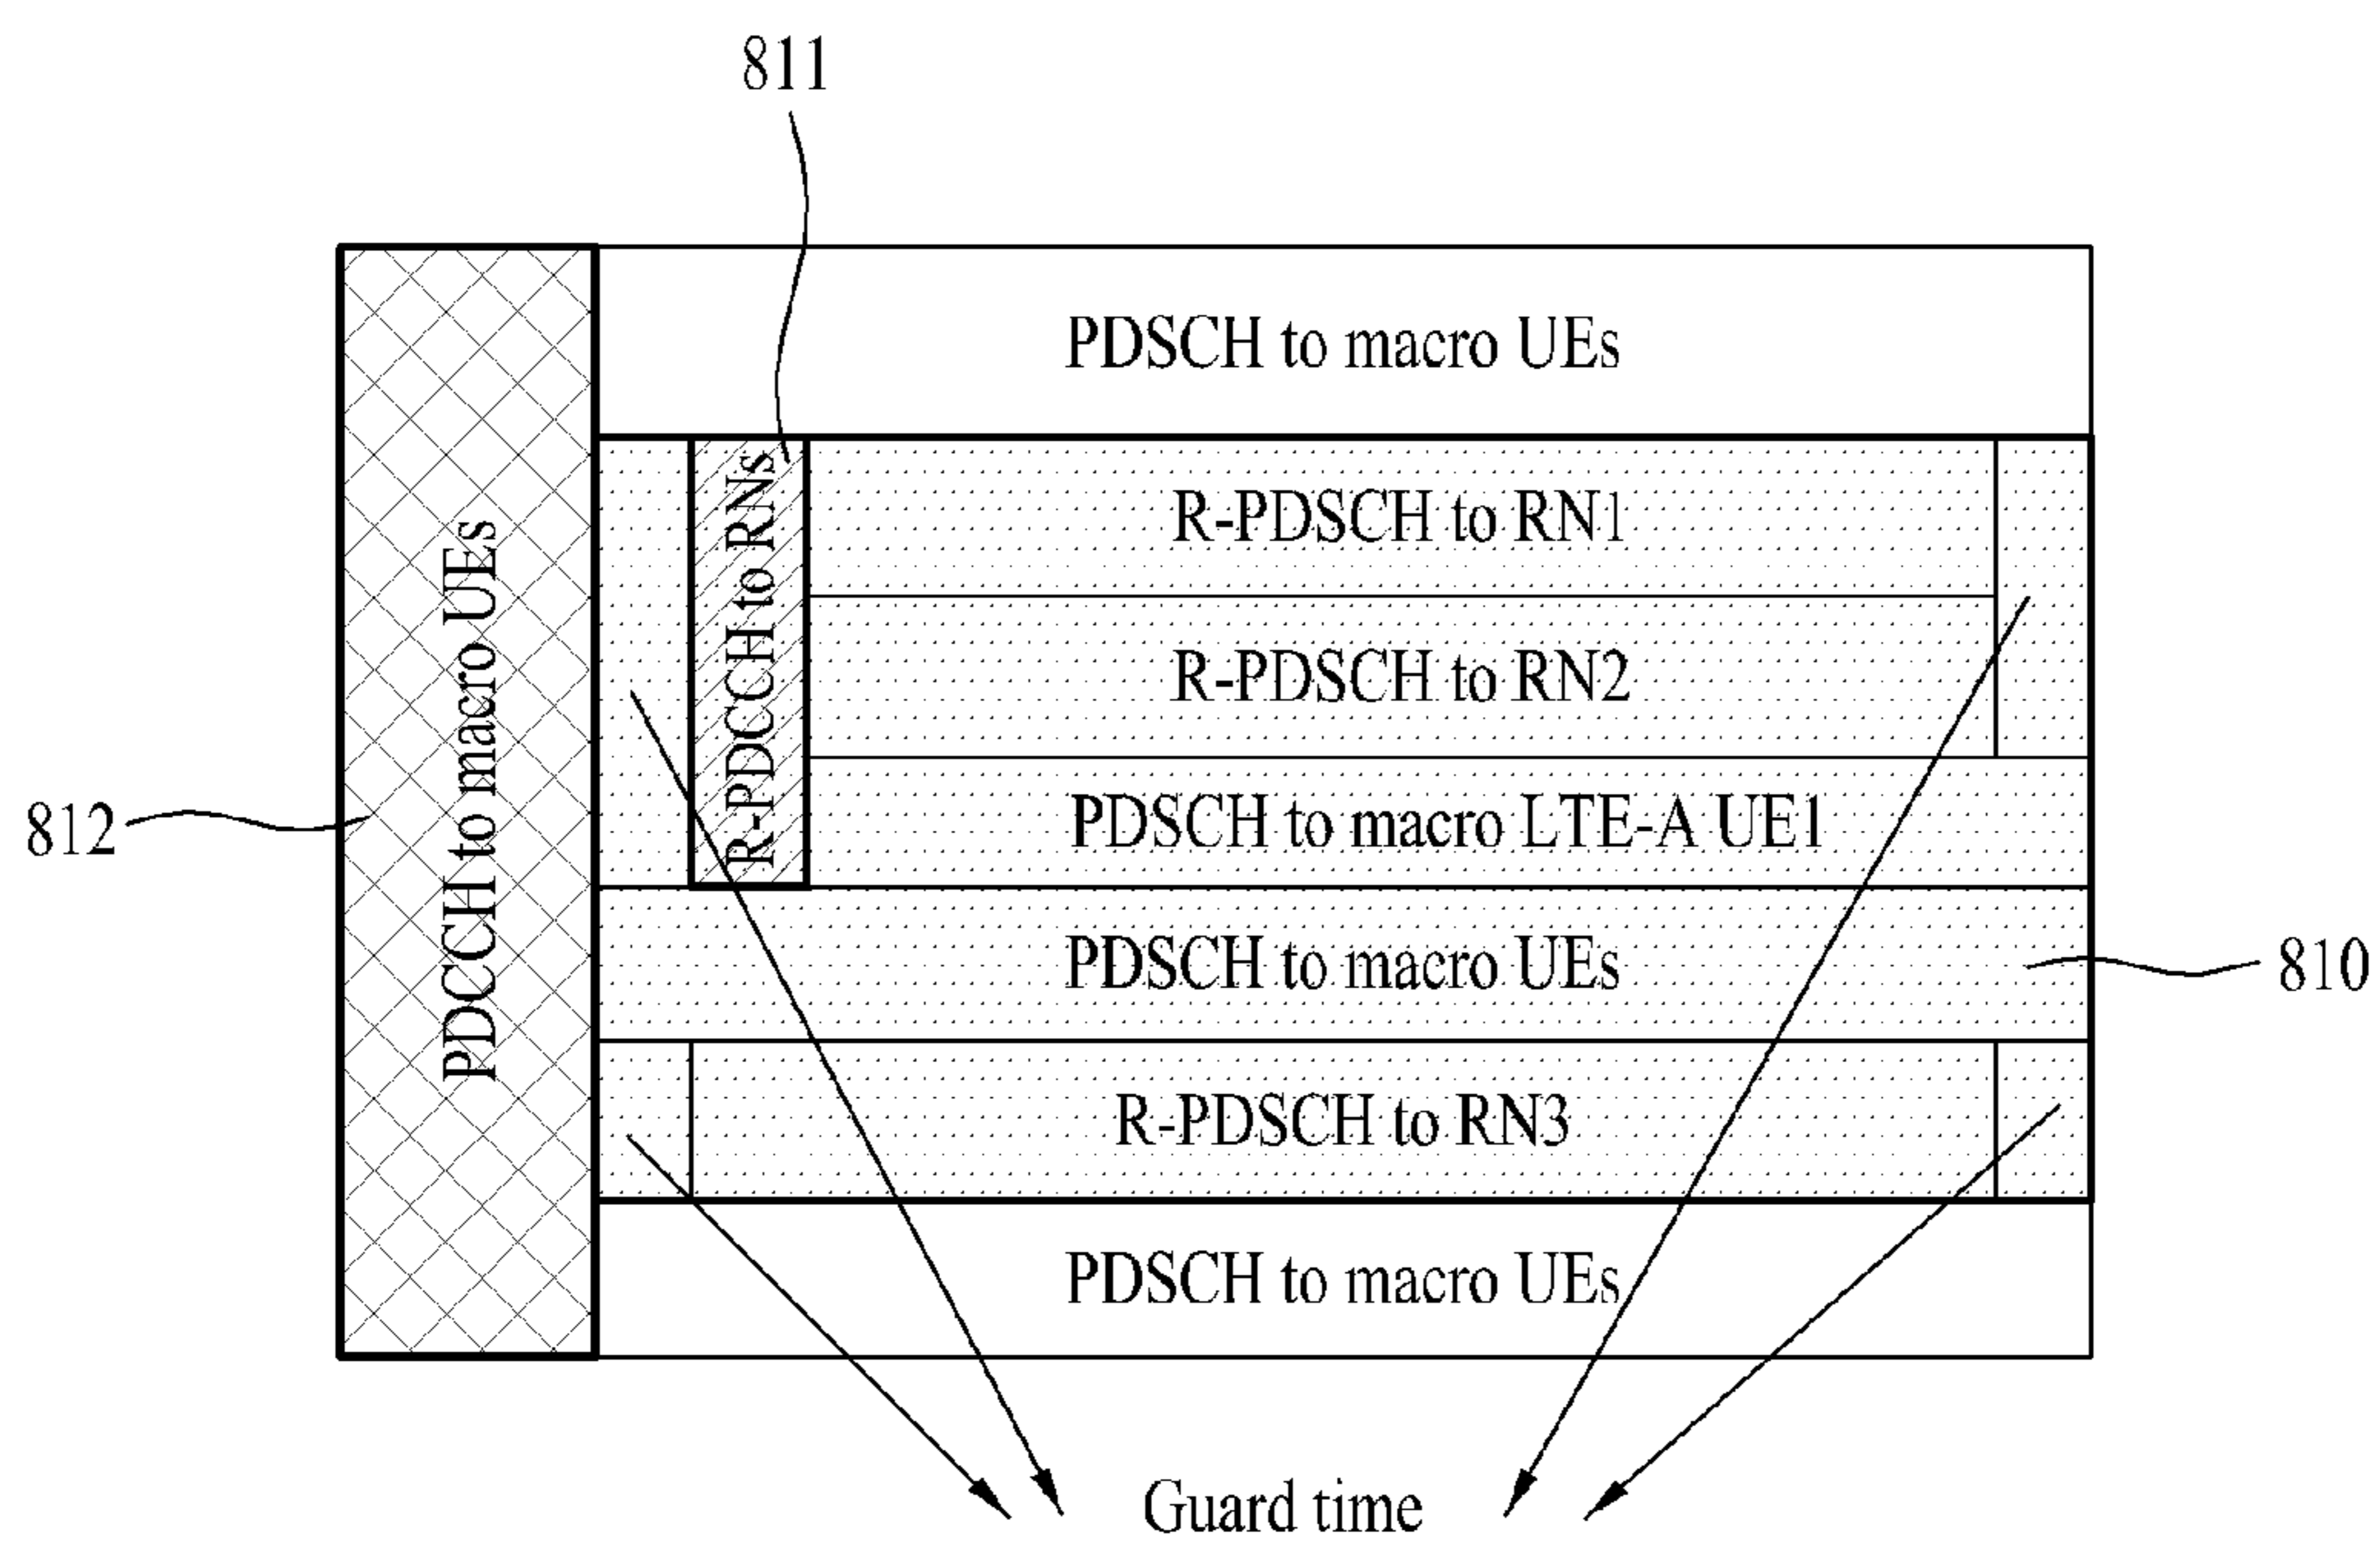 811
PDSCH to macro UEs
PDCCH to macro UEs
R-PDCCH to RNs
R-PDSCH to RN1
R-PDSCH to RN2
PDSCH to macro LTE-A UE1
812
PDSCH to macro UEs
810
R-PDSCH to RN3
PDSCH to macro UEs
Guard time